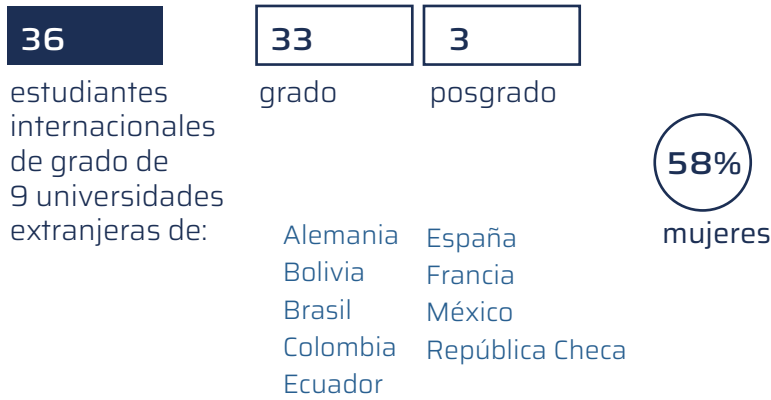 36
estudiantes
internacionales
de grado de
9 universidades
extranjeras de:
33
grado
3
posgrado
Alemania
Bolivia
Brasil
Colombia
Ecuador
España
Francia
México
República Checa
58%
mujeres